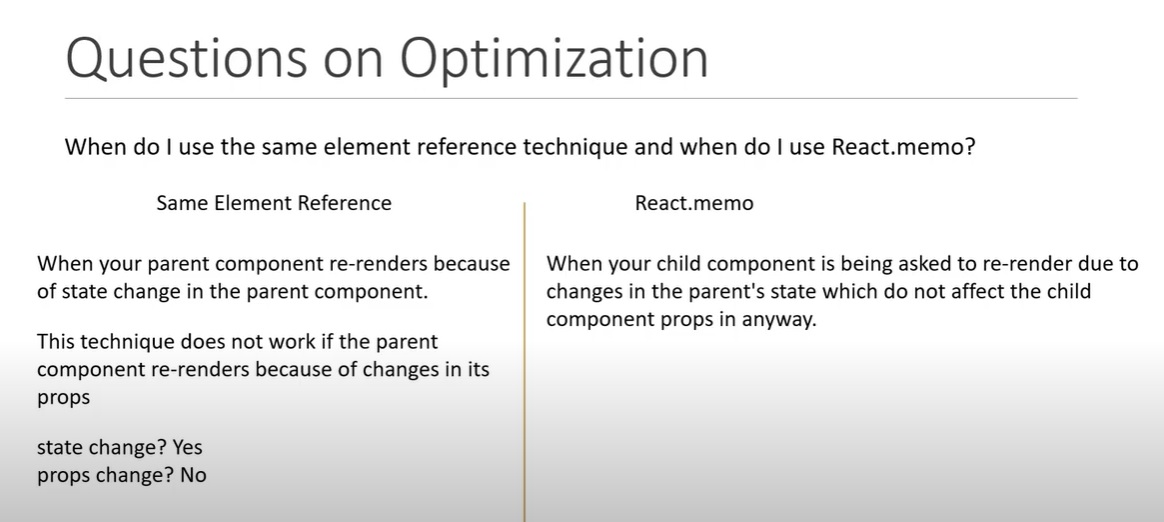 Questions on Optimization
When do I use the same element reference technique and when do I use React.memo?
Same Element Reference
When your parent component re-renders because
of state change in the parent component.
This technique does not work if the parent
component re-renders because of changes in its
props
state change? Yes
props change? No
React.memo
When your child component is being asked to re-render due to
changes in the parent's state which do not affect the child
component props in anyway.